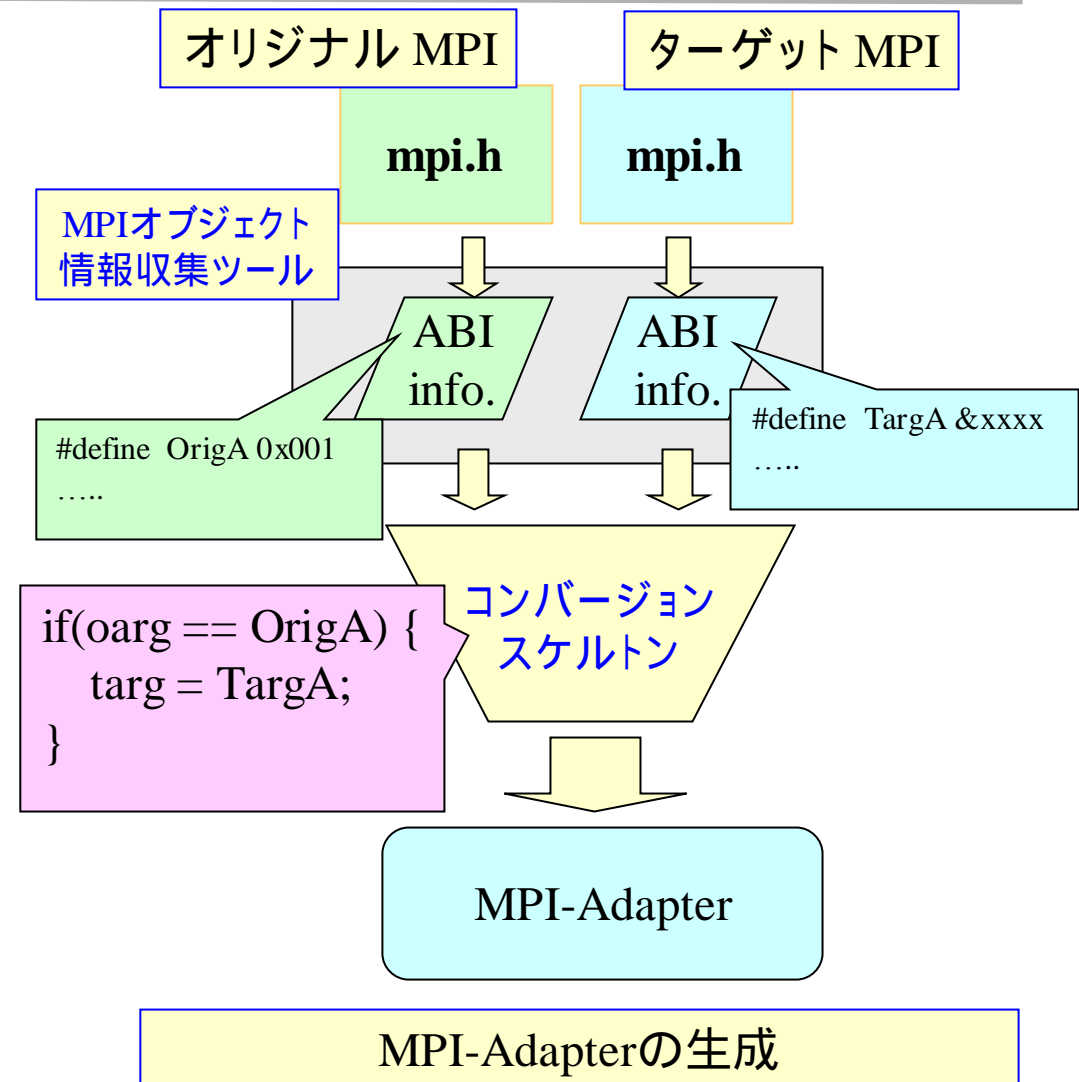 オリジナル MPI
ターゲット MPI
mpi.h
mpi.h
MPIオブジェクト
情報収集ツール
ABI
info.
ABI
info.
#define OrigA 0x001
…..
#define TargA &xxxx
…..
コンバージョン
スケルトン
if(oarg == OrigA) {
targ = TargA;
}
MPI-Adapter
MPI-Adapterの生成